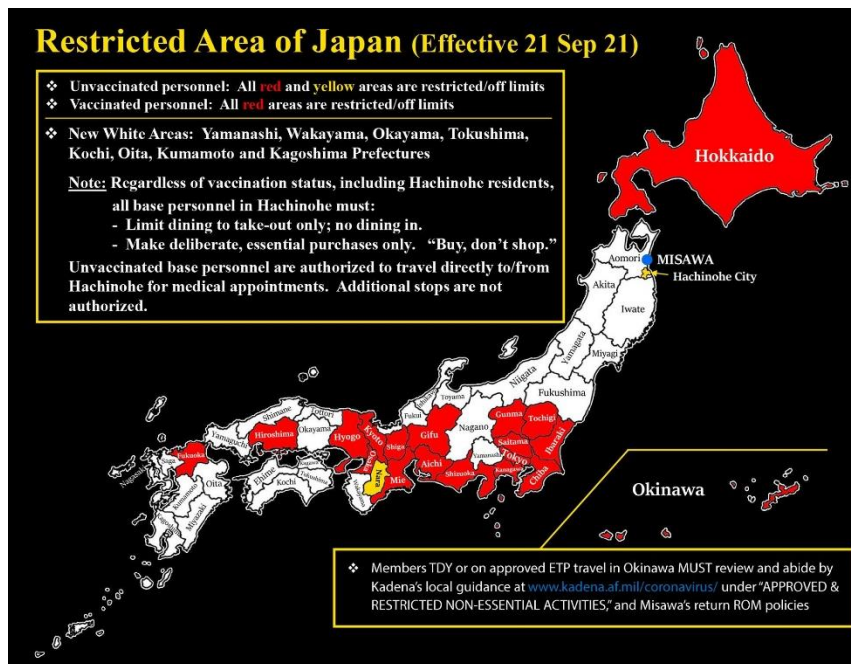 Restricted Area of Japan (Effective 21 Sep 21)
❖ Unvaccinated personnel: All red and yellow areas are restricted/off limits
❖ Vaccinated personnel: All red areas are restricted/off limits
❖ New White Areas: Yamanashi, Wakayama, Okayama, Tokushima,
Kochi, Oita, Kumamoto and Kagoshima Prefectures
Note: Regardless of vaccination status, including Hachinohe residents,
all base personnel in Hachinohe must:
- Limit dining to take-out only; no dining in.
- Make deliberate, essential purchases only. “Buy, don’t shop.”
Unvaccinated base personnel are authorized to travel directly to/from
Hachinohe for medical appointments. Additional stops are not
authorized.
Hokkaido
Aomori
MISAWA
Hachinohe City
Akita
Iwate
Yamagata
Miyagi
Niigata
Fukushima
Ishikawa
Toyama
Fukui
Gunma
Tochigi
Nagano
Gifu
Saitama
Ibaraki
Yamanashi
Tokyo
Kanagawa
Chiba
Shizuoka
Aichi
Shiga
Kyoto
Hyogo
Osaka
Nara
Mie
Wakayama
Tottori
Shimane
Okayama
Hiroshima
Yamaguchi
Kagawa
Tokushima
Ehime
Kochi
Fukuoka
Saga
Nagasaki
Oita
Kumamoto
Miyazaki
Kagoshima
Okinawa
❖ Members TDY or on approved ETP travel in Okinawa MUST review and abide by
Kadena’s local guidance at www.kadena.af.mil/coronavirus/ under “APPROVED &
RESTRICTED NON-ESSENTIAL ACTIVITIES,” and Misawa’s return ROM policies